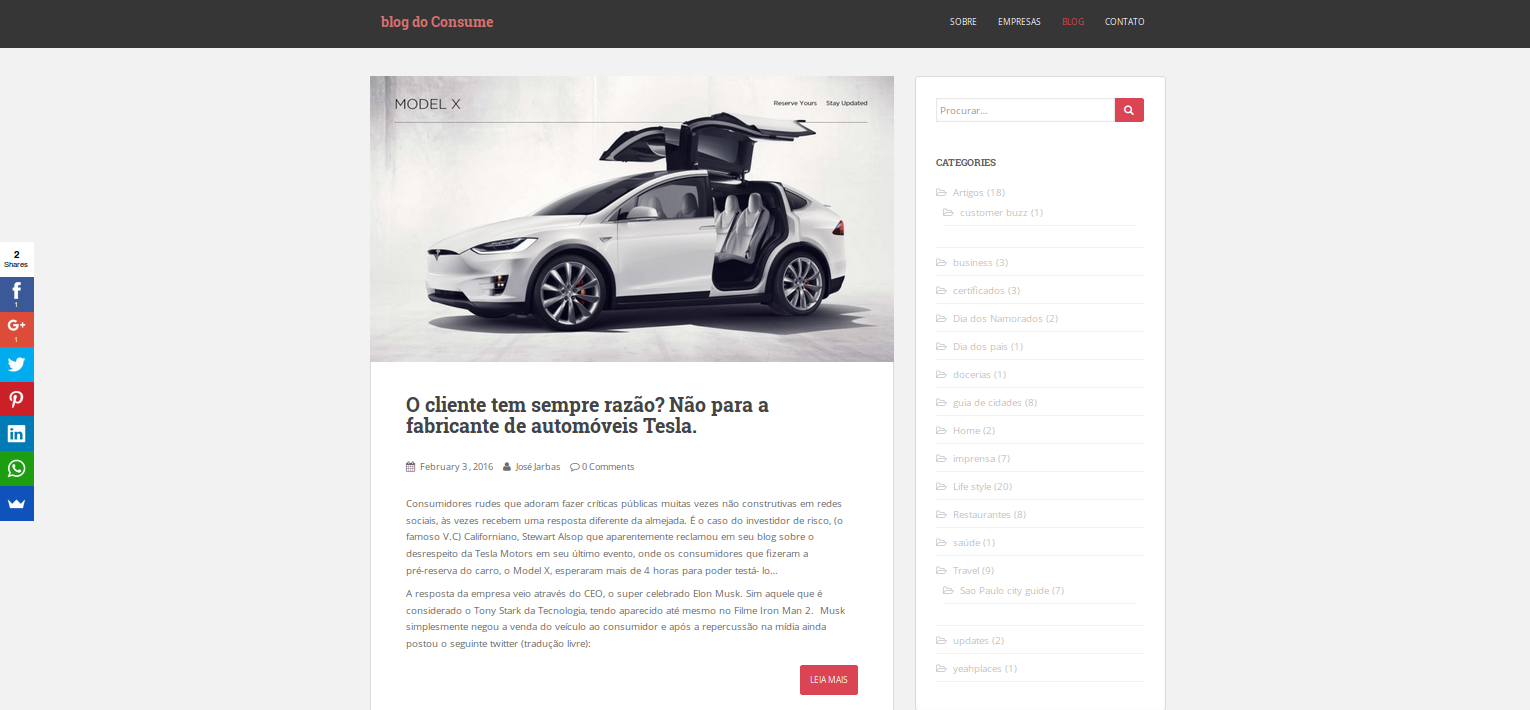 blog do Consume
SOBRE EMPRESAS BLOG CONTATO
MODEL X
Reserve Yours Stay Updated
2
Shares
1
1
O cliente tem sempre razão? Não para a
fabricante de automóveis Tesla.
February 3, 2016 José Jarbas 0 Comments
Consumidores rudes que adoram fazer críticas públicas muitas vezes não construtivas em redes
sociais, às vezes recebem uma resposta diferente da almejada. É o caso do investidor de risco, (o
famoso V.C) Californiano, Stewart Alsop que aparentemente reclamou em seu blog sobre o
desrespeito da Tesla Motors em seu último evento, onde os consumidores que fizeram a
pré-reserva do carro, o Model X, esperaram mais de 4 horas para poder testá- lo...
A resposta da empresa veio através do CEO, o super celebrado Elon Musk. Sim aquele que é
considerado o Tony Stark da Tecnologia, tendo aparecido até mesmo no Filme Iron Man 2. Musk
simplesmente negou a venda do veículo ao consumidor e após a repercussão na mídia ainda
postou o seguinte twitter (tradução livre):
LEIA MAIS
Procurar...
CATEGORIES
Artigos (18)
customer buzz (1)
business (3)
certificados (3)
Dia dos Namorados (2)
Dia dos pais (1)
docerias (1)
guia de cidades (8)
Home (2)
imprensa (7)
Life style (20)
Restaurantes (8)
saúde (1)
Travel (9)
Sao Paulo city guide (7)
updates (2)
yeahplaces (1)